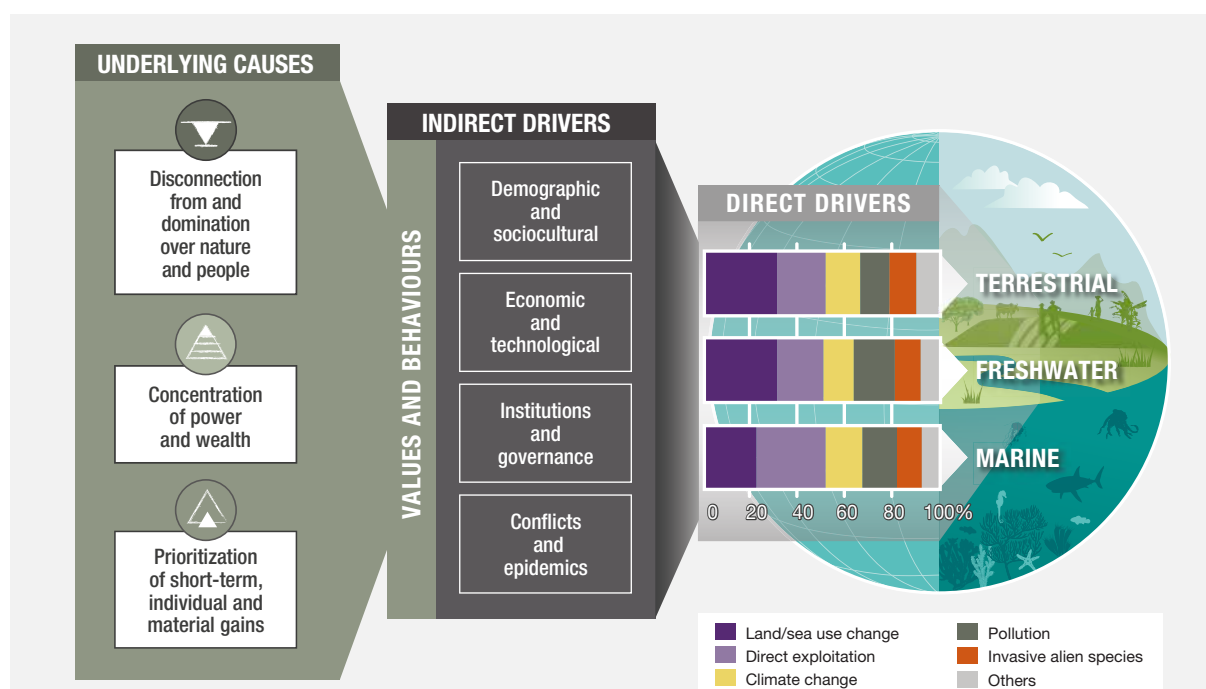 UNDERLYING CAUSES
Disconnection
from and
domination
over nature
and people
Concentration
of power
and wealth
Prioritization
of short-term,
individual and
material gains
INDIRECT DRIVERS
VALUES AND BEHAVIOURS
Demographic
and
sociocultural
Economic
and
technological
Institutions
and
governance
Conflicts
and
epidemics
DIRECT DRIVERS
TERRESTRIAL
FRESHWATER
MARINE
0 20 40 60 80 100%
Land/sea use change
Direct exploitation
Climate change
Pollution
Invasive alien species
Others